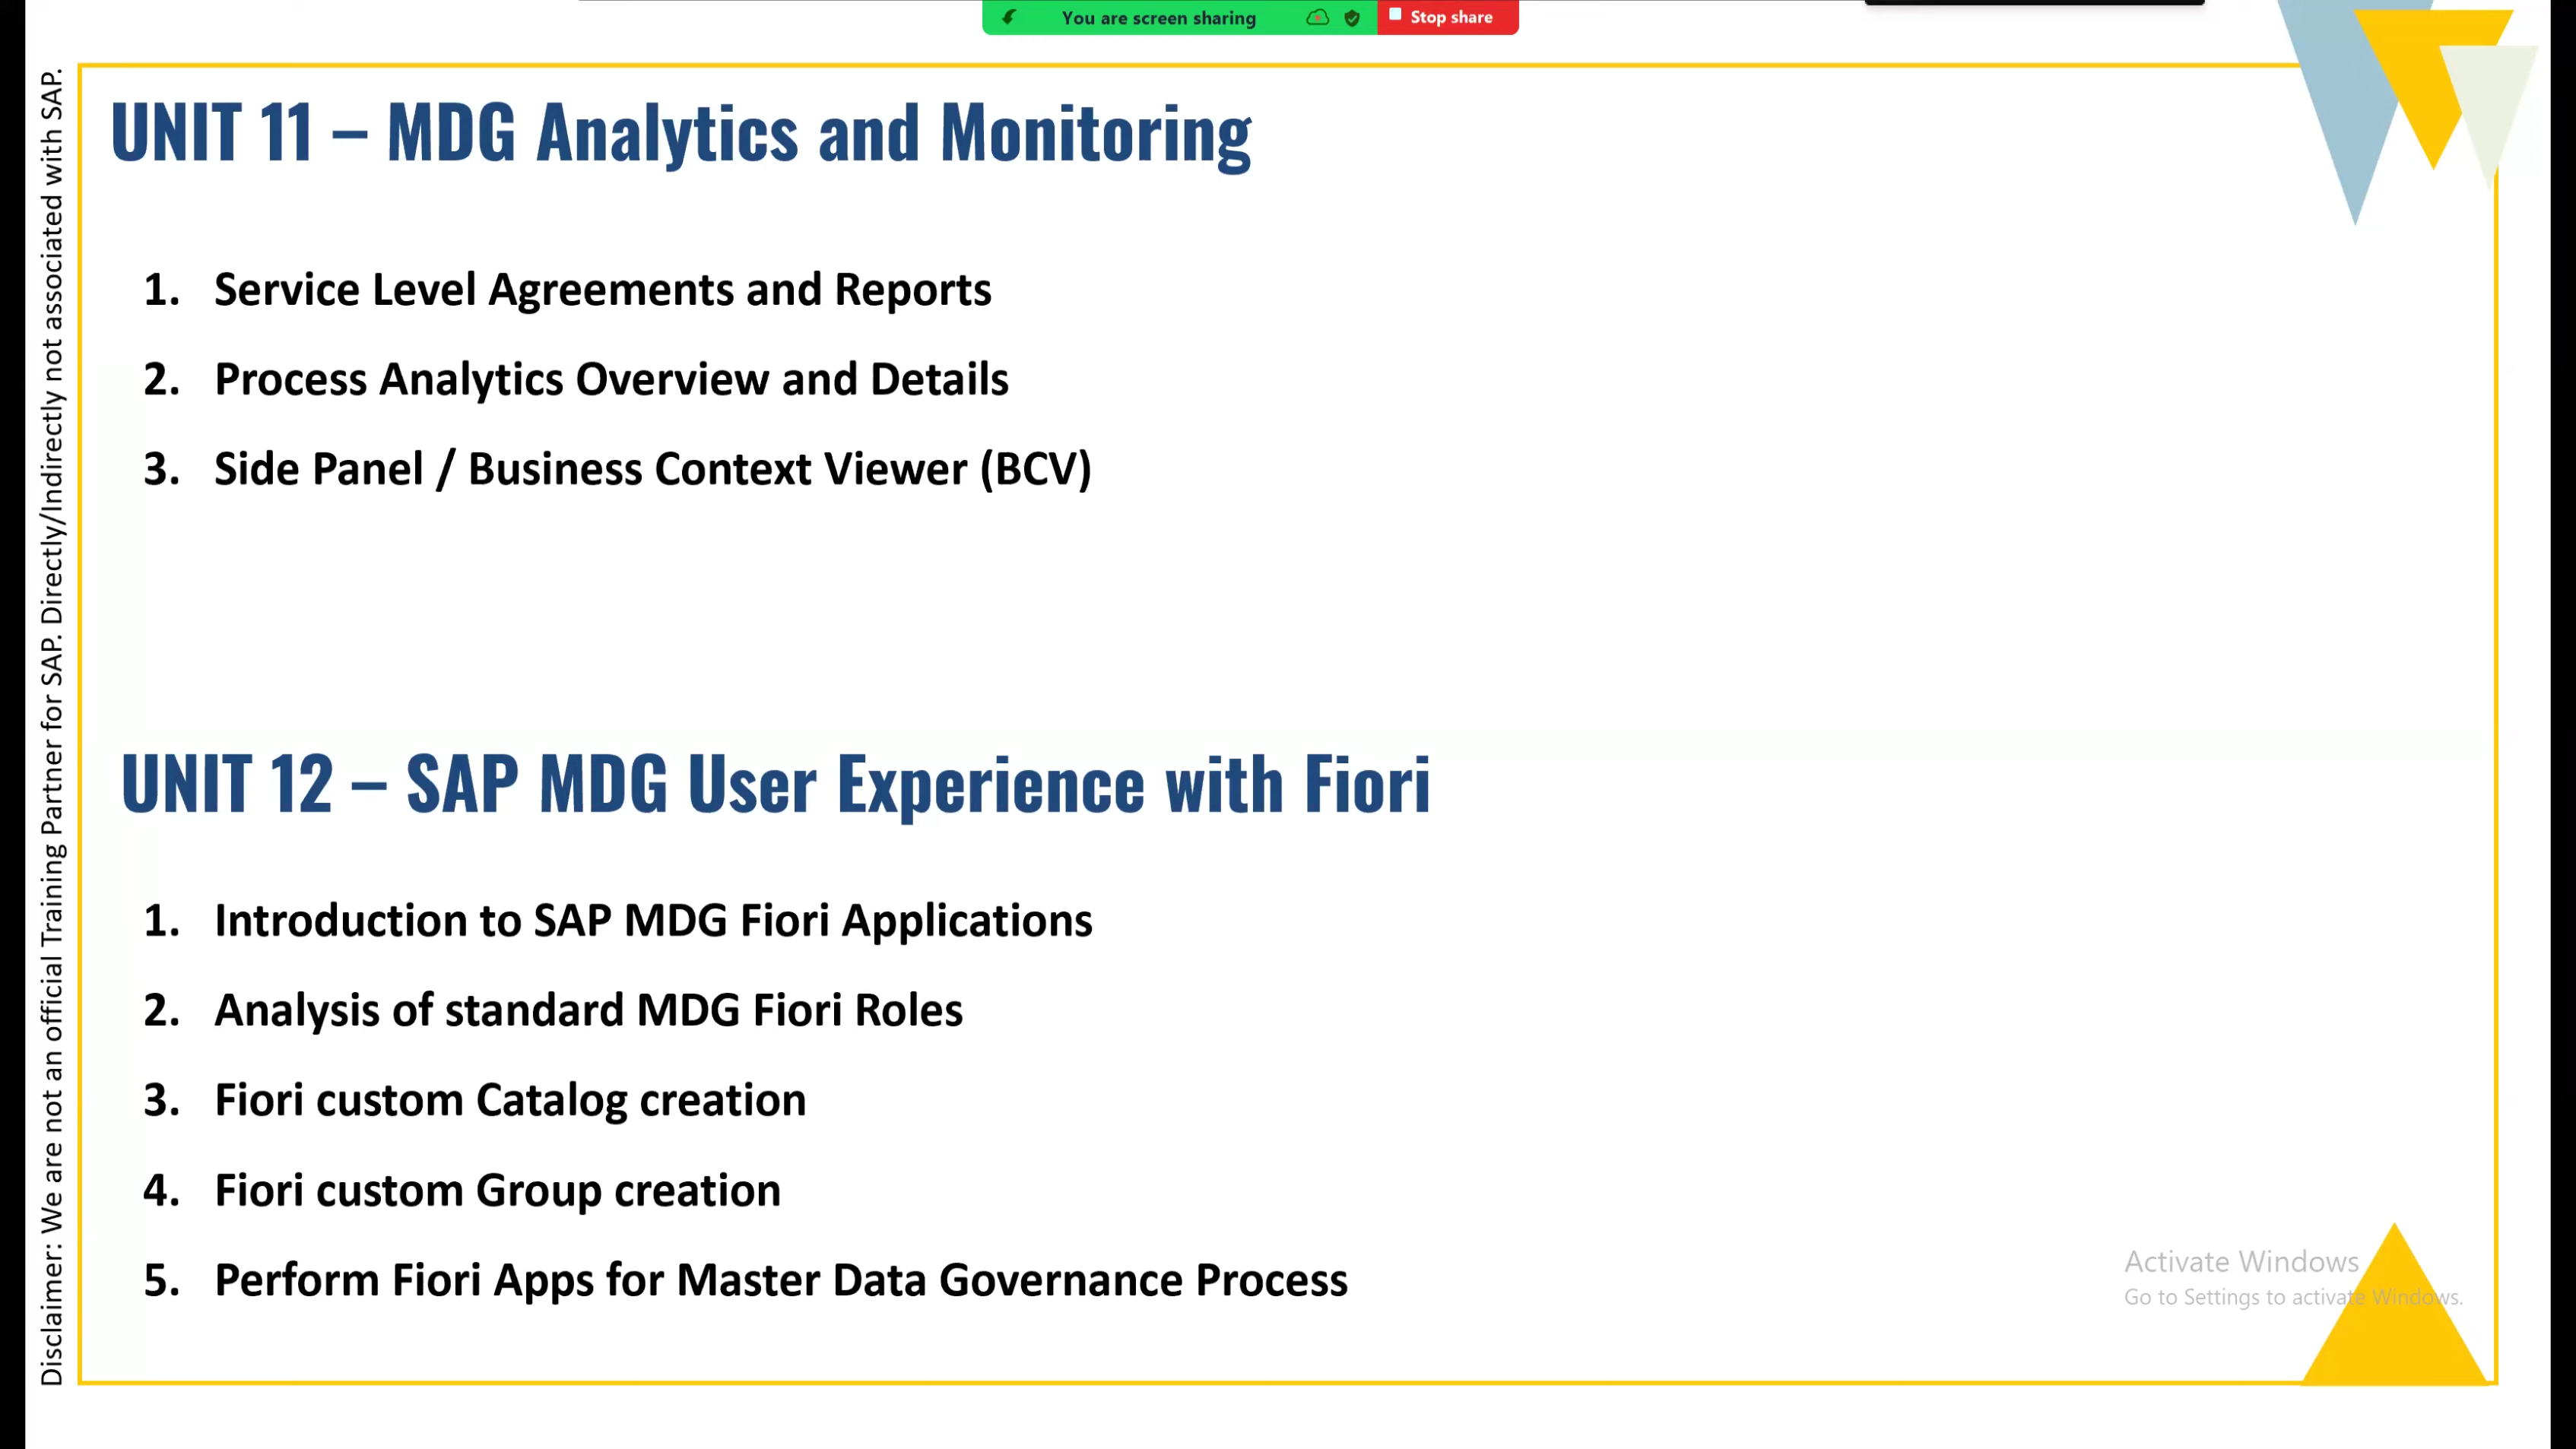 You are screen sharing
Stop share
Disclaimer: We are not an official Training Partner for SAP. Directly/Indirectly not associated with SAP.
UNIT 11 – MDG Analytics and Monitoring
1. Service Level Agreements and Reports
2. Process Analytics Overview and Details
3. Side Panel / Business Context Viewer (BCV)
UNIT 12 – SAP MDG User Experience with Fiori
1. Introduction to SAP MDG Fiori Applications
2. Analysis of standard MDG Fiori Roles
3. Fiori custom Catalog creation
4. Fiori custom Group creation
5. Perform Fiori Apps for Master Data Governance Process
Activate Windows
Go to Settings to activate Windows.